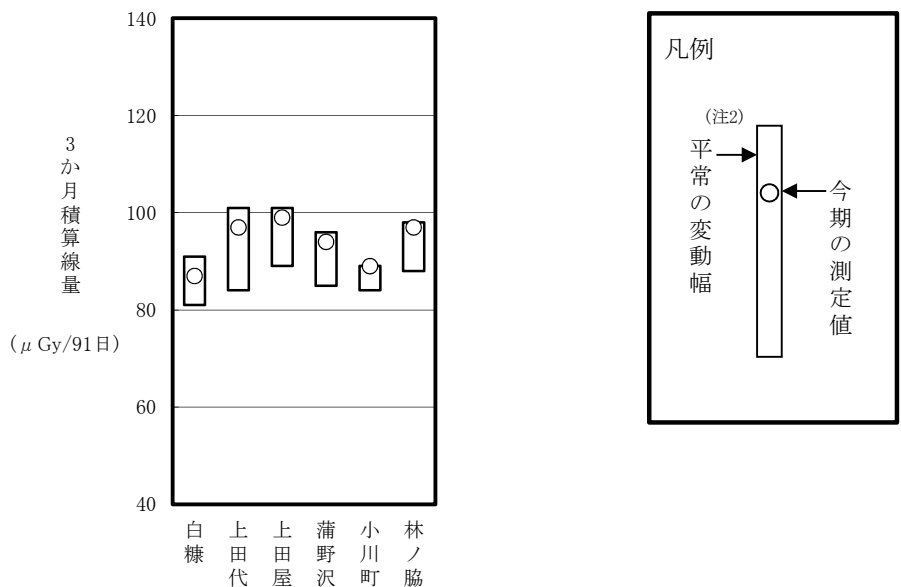 140
120
100
80
60
40
3か月積算線量
(μGy/91日)
白糠
上田代
上田屋
蒲野沢
小川町
林ノ脇
凡例
(注2)
平常の変動幅
今期の測定値